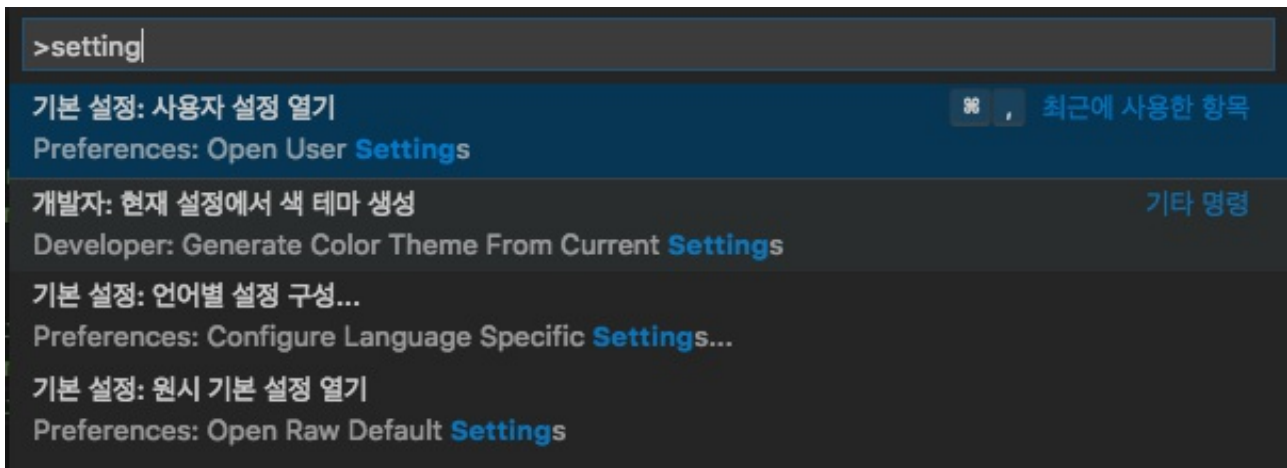 >setting
기본 설정: 사용자 설정 열기 ⌘ , 최근에 사용한 항목
Preferences: Open User Settings
개발자: 현재 설정에서 색 테마 생성 기타 명령
Developer: Generate Color Theme From Current Settings
기본 설정: 언어별 설정 구성...
Preferences: Configure Language Specific Settings...
기본 설정: 원시 기본 설정 열기
Preferences: Open Raw Default Settings